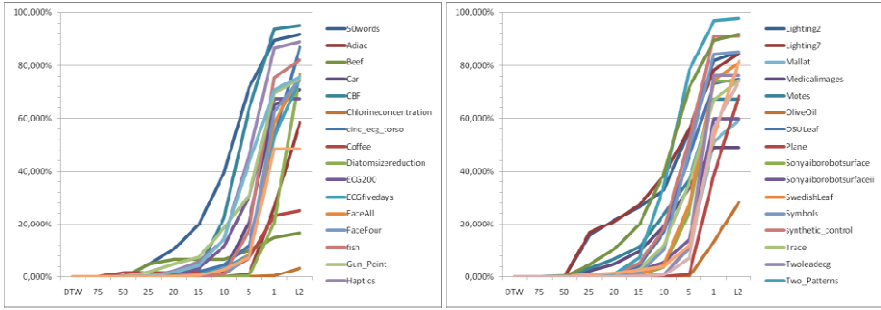 100,000%
80,000%
60,000%
40,000%
20,000%
0,000%
DTW 75 50 25 20 15 10 5 1 L2
50words
Adiac
Beef
Car
CBF
Chlorineconcentration
cinc_ecg_torso
Coffee
Diatomsizereduction
ECG200
ECGfivedays
FaceAll
FaceFour
fish
Gun_Point
Haptics
100,000%
80,000%
60,000%
40,000%
20,000%
0,000%
DTW 75 50 25 20 15 10 5 1 L2
Lighting2
Lighting7
Mallat
Medicalimages
Motes
OliveOil
OSULeaf
Plane
Sonyaiborobotsurface
Sonyaiborobotsurfaceii
SwedishLeaf
Symbols
synthetic_control
Trace
Twoleadecg
Two_Patterns